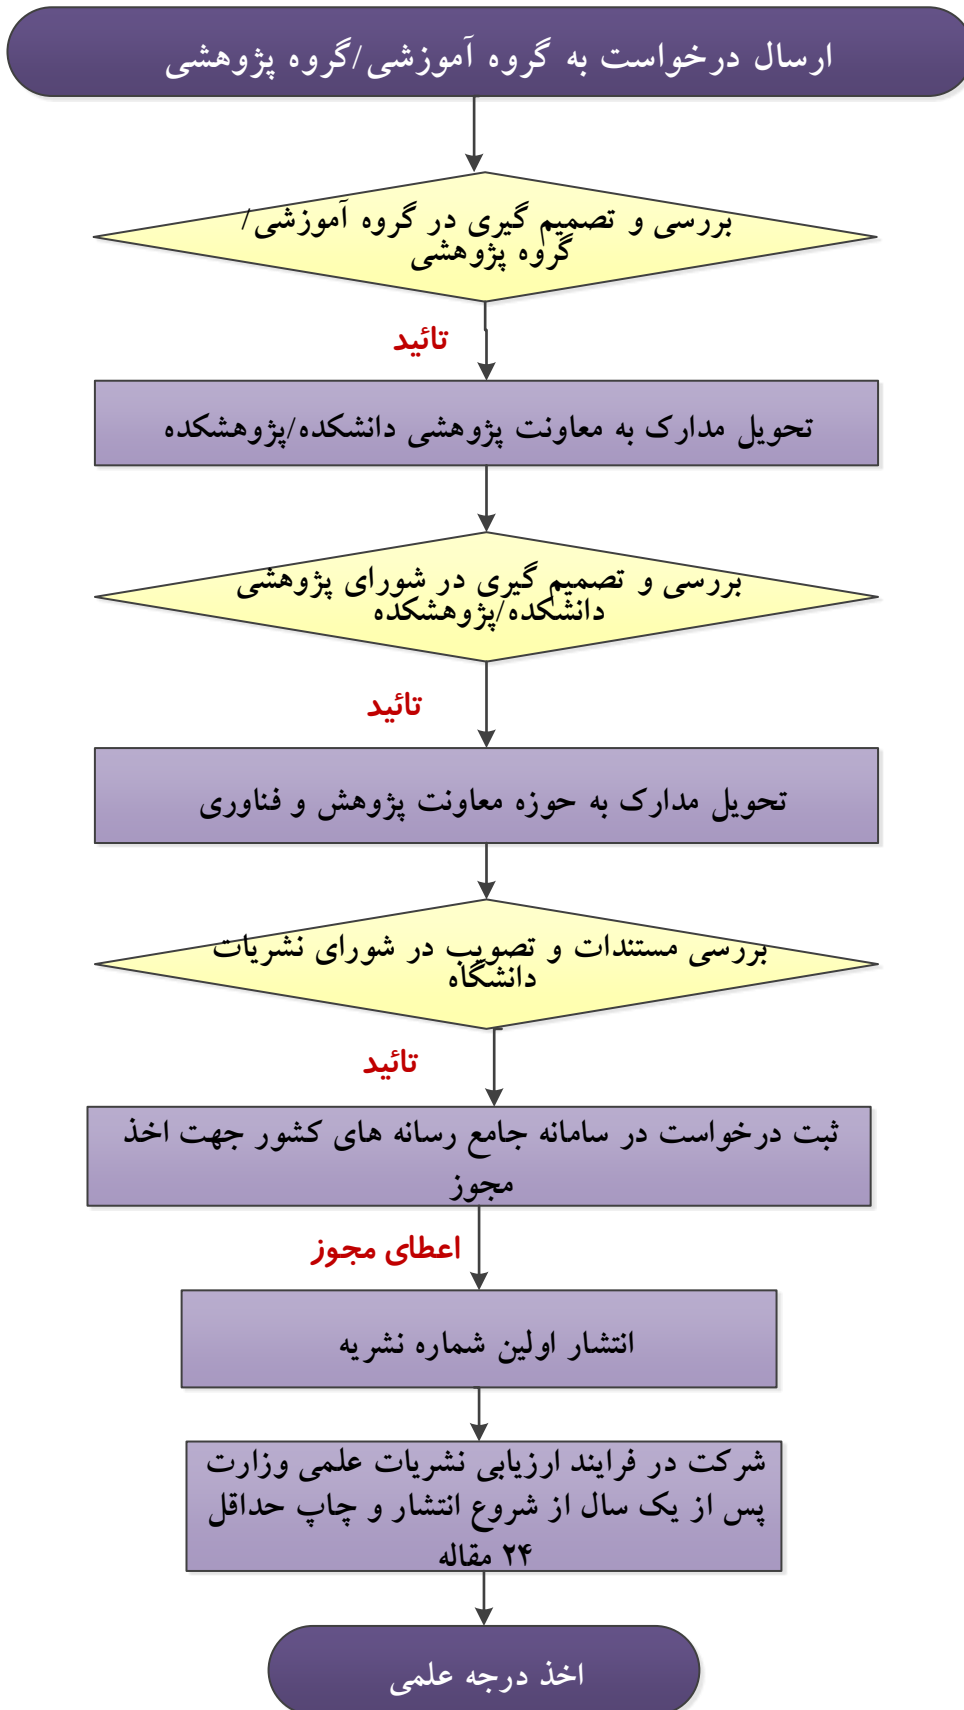 ارسال درخواست به گروه آموزشی/گروه پژوهشی
بررسی و تصمیم گیری در گروه آموزشی/
گروه پژوهشی
تائید
تحویل مدارک به معاونت پژوهشی دانشکده/پژوهشکده
بررسی و تصمیم گیری در شورای پژوهشی
دانشکده/پژوهشکده
تائید
تحویل مدارک به حوزه معاونت پژوهش و فناوری
بررسی مستندات و تصویب در شورای نشریات
دانشگاه
تائید
ثبت درخواست در سامانه جامع رسانه های کشور جهت اخذ
مجوز
اعطای مجوز
انتشار اولین شماره نشریه
شرکت در فرایند ارزیابی نشریات علمی وزارت
پس از یک سال از شروع انتشار و چاپ حداقل
۲۴ مقاله
اخذ درجه علمی